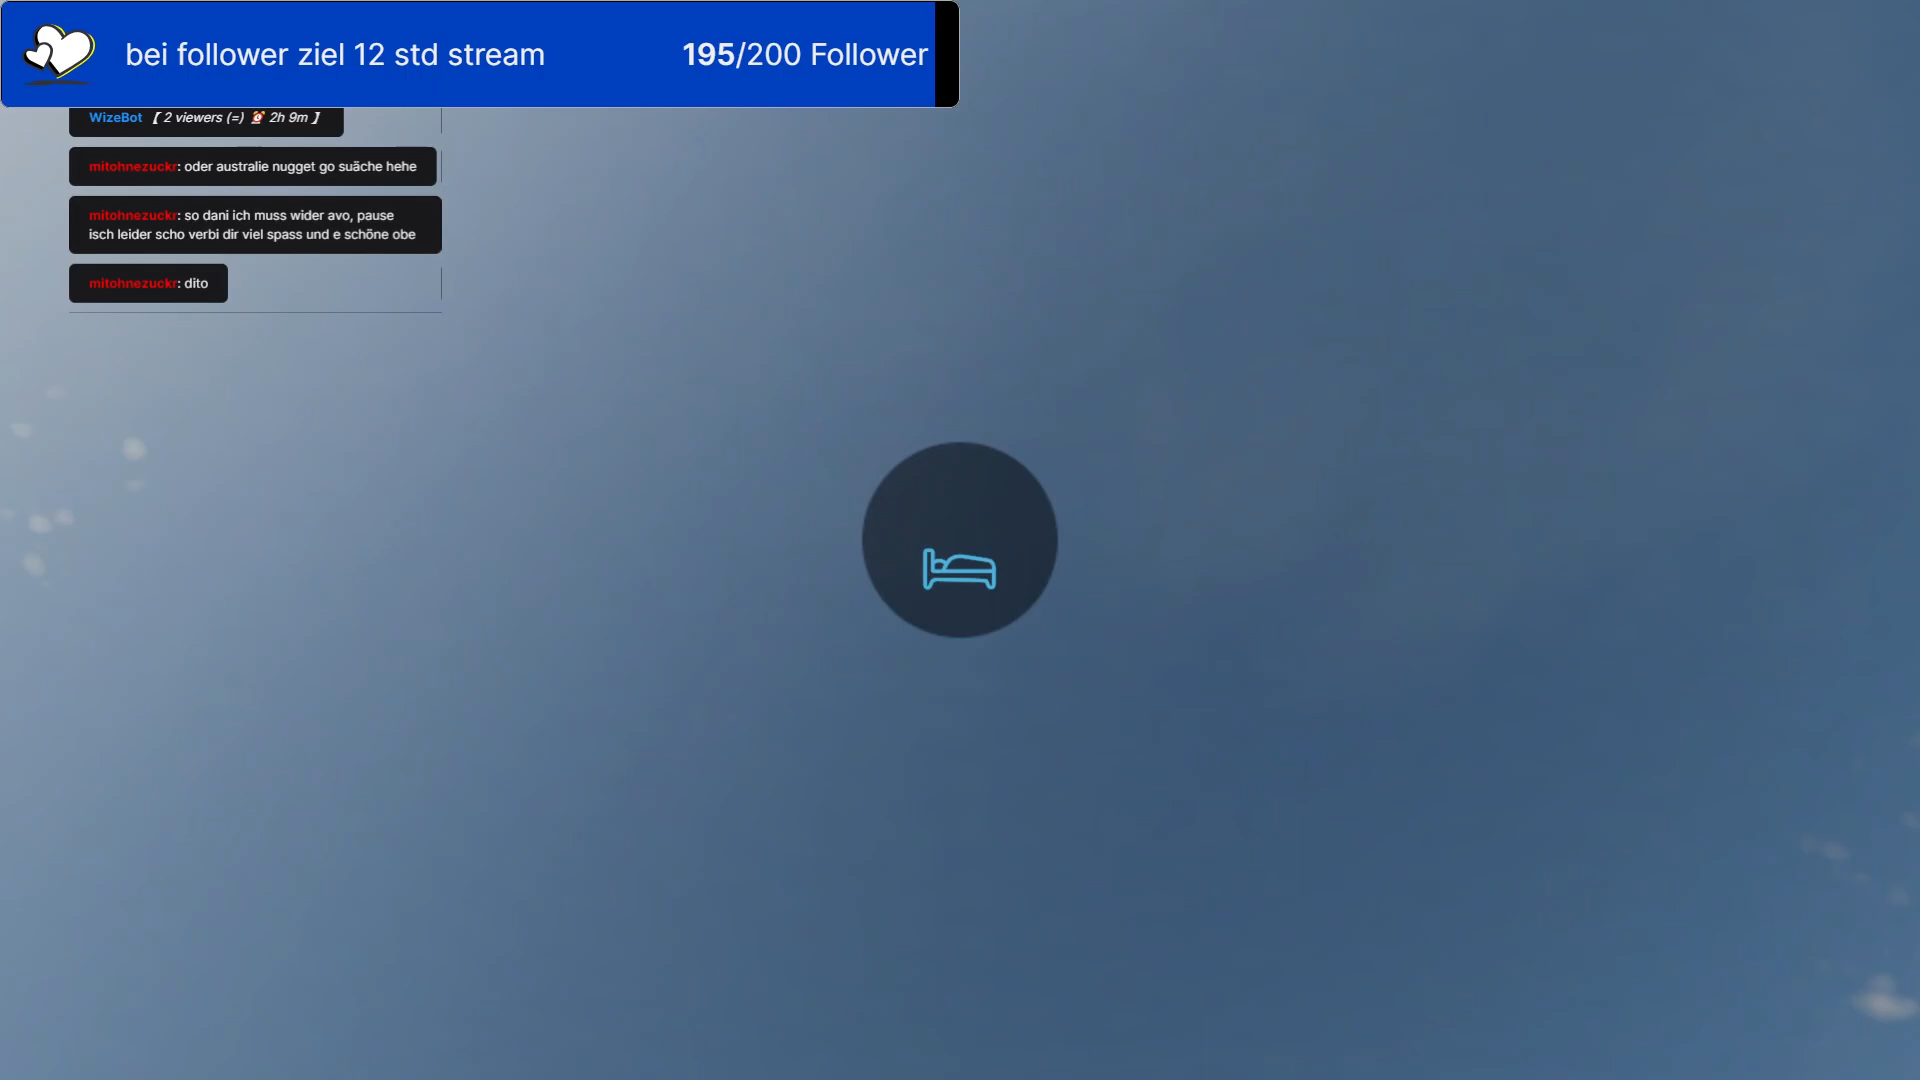 bei follower ziel 12 std stream 195/200 Follower
WizeBot 【 2 viewers (=) ⏰ 2h 9m 】
mitohnezuckr: oder australie nugget go suäche hehe
mitohnezuckr: so dani ich muss wider avo, pause
isch leider scho verbi dir viel spass und e schöne obe
mitohnezuckr: dito